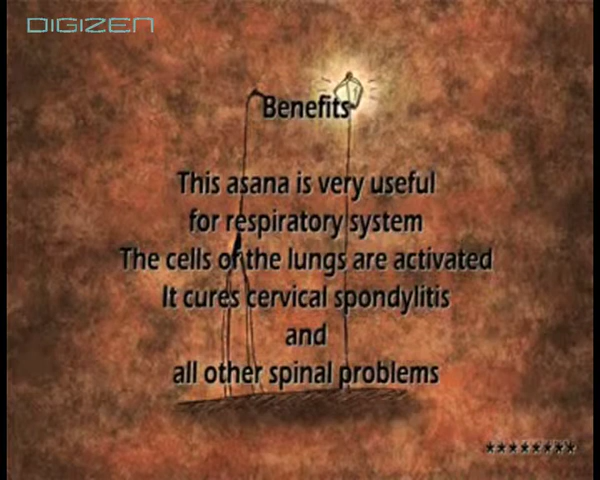 DIGIZEN
Benefits
This asana is very useful
for respiratory system
The cells of the lungs are activated
It cures cervical spondylitis
and
all other spinal problems
********